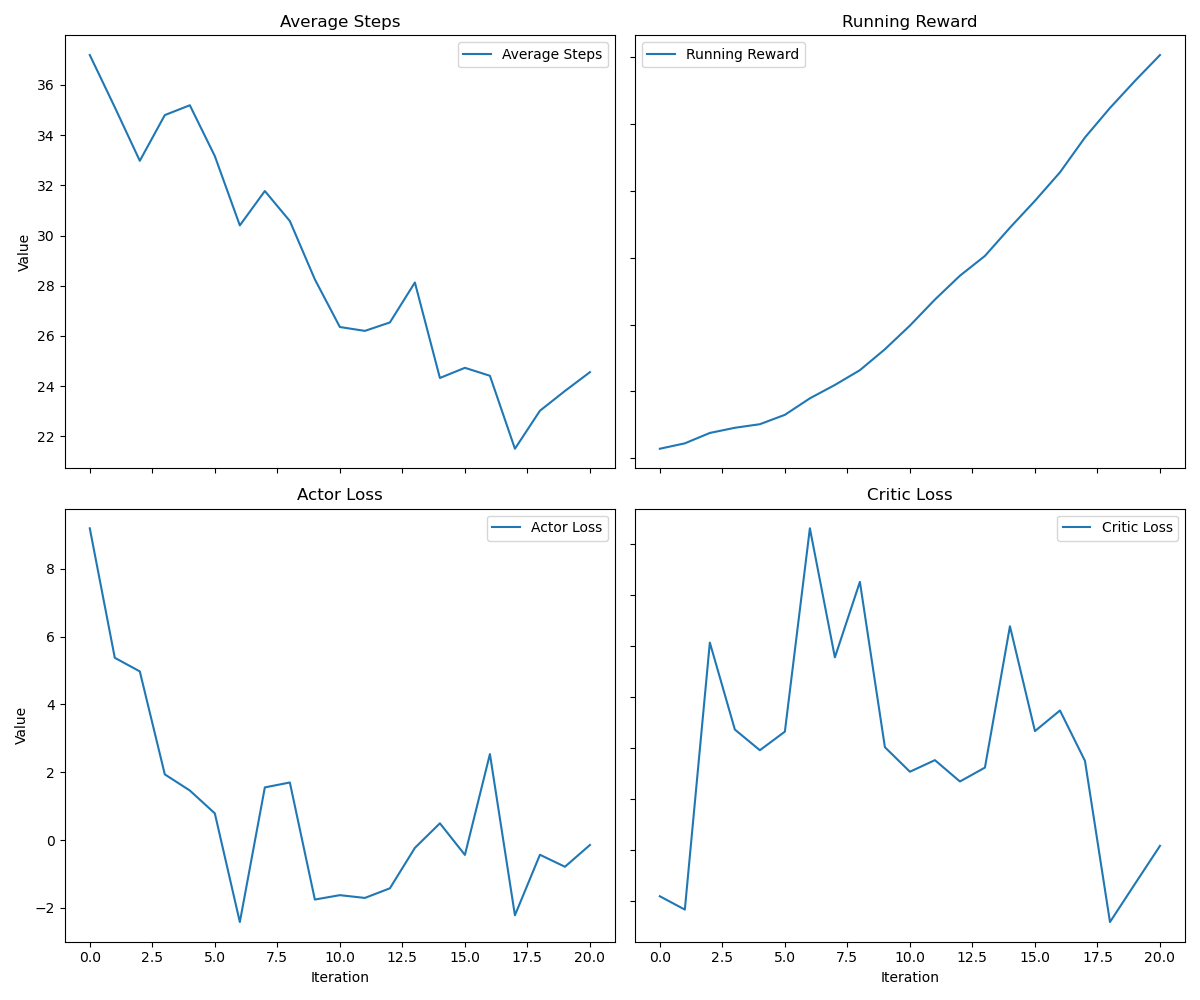 Average Steps
Average Steps
Value
36
34
32
30
28
26
24
22
Running Reward
Running Reward
Actor Loss
Actor Loss
Value
8
6
4
2
0
−2
0.0 2.5 5.0 7.5 10.0 12.5 15.0 17.5 20.0
Iteration
Critic Loss
Critic Loss
0.0 2.5 5.0 7.5 10.0 12.5 15.0 17.5 20.0
Iteration